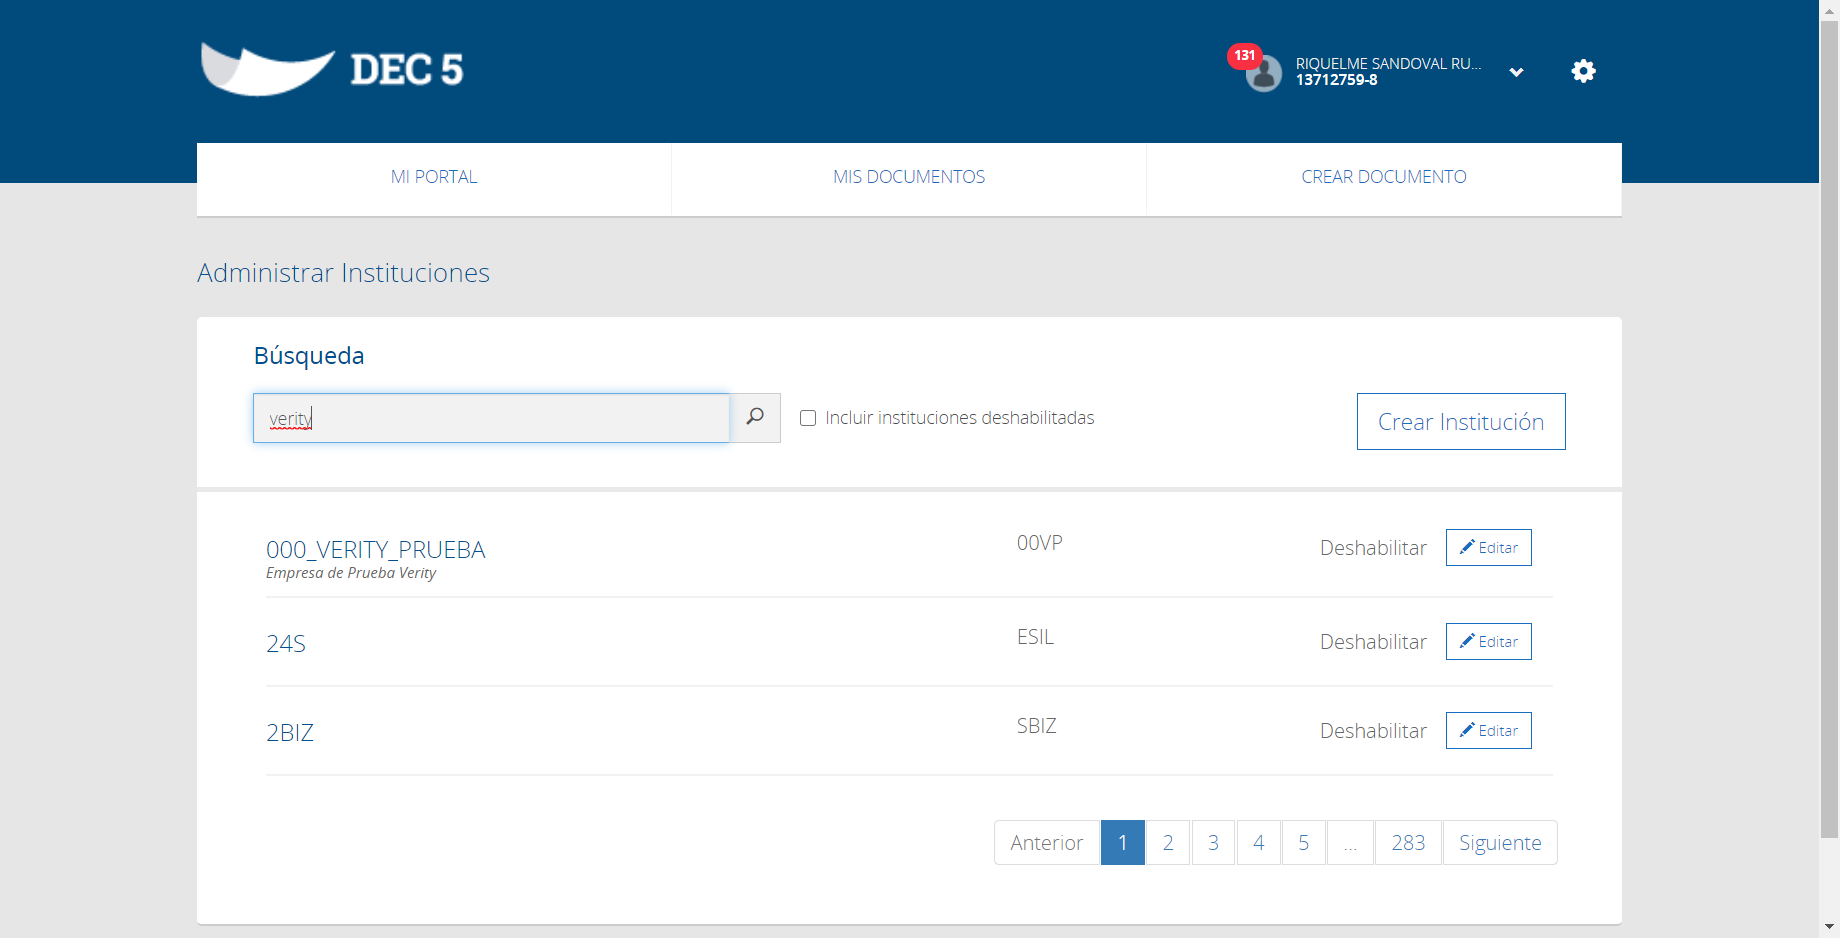 DEC 5
131
RIQUELME SANDOVAL RU...
13712759-8
MI PORTAL
MIS DOCUMENTOS
CREAR DOCUMENTO
Administrar Instituciones
Búsqueda
verity
Incluir instituciones deshabilitadas
Crear Institución
000_VERITY_PRUEBA
Empresa de Prueba Verity
00VP
Deshabilitar
Editar
24S
ESIL
Deshabilitar
Editar
2BIZ
SBIZ
Deshabilitar
Editar
Anterior 1 2 3 4 5 ... 283 Siguiente